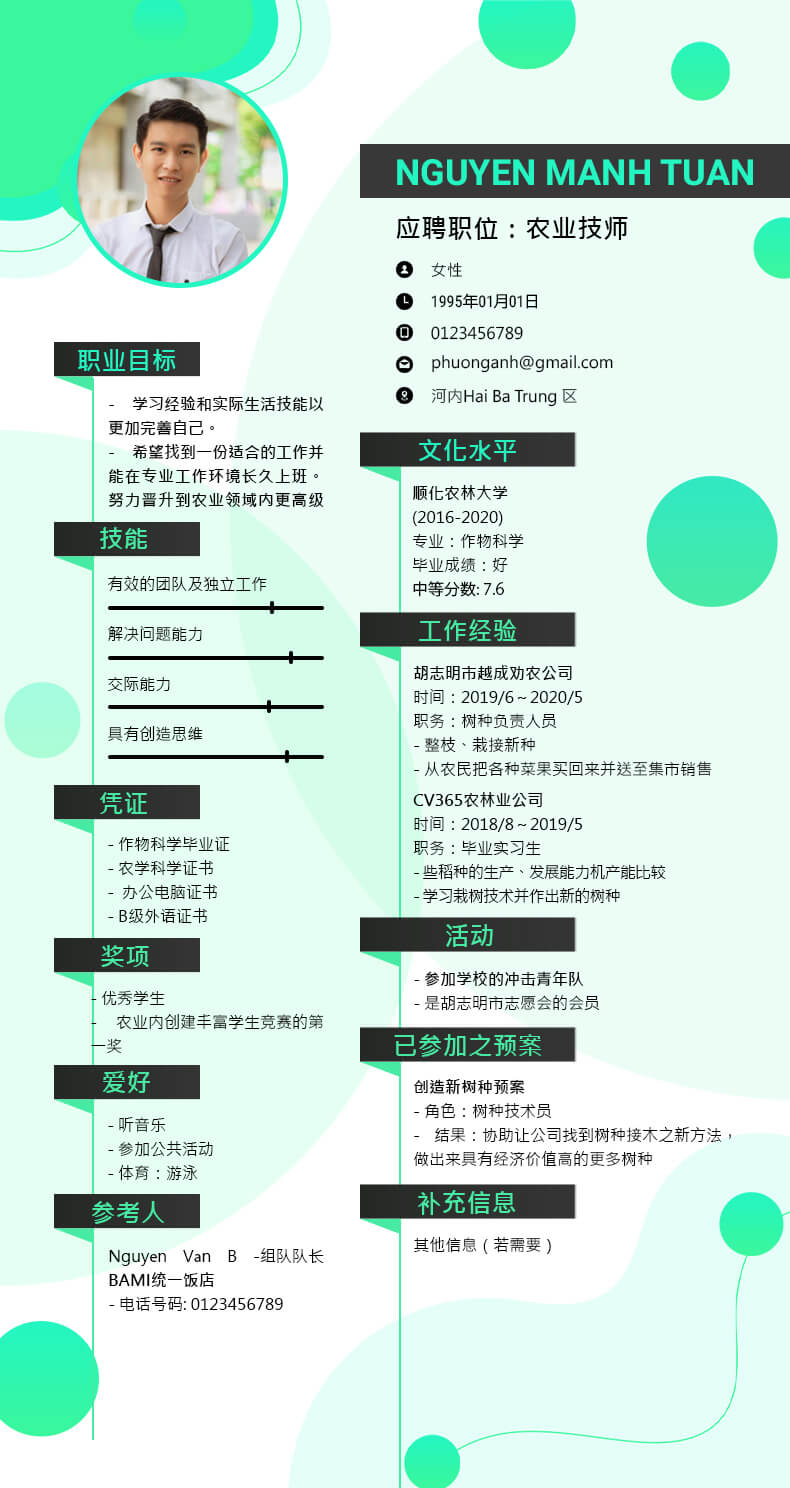 NGUYEN MANH TUAN
应聘职位：农业技师
女性
1995年01月01日
0123456789
phuonganh@gmail.com
河内Hai Ba Trung 区
职业目标
- 学习经验和实际生活技能以
更加完善自己。
- 希望找到一份适合的工作并
能在专业工作环境长久上班。
努力晋升到农业领域内更高级
技能
有效的团队及独立工作
解决问题能力
交际能力
具有创造思维
凭证
- 作物科学毕业证
- 农学科学证书
- 办公电脑证书
- B级外语证书
奖项
- 优秀学生
- 农业内创建丰富学生竞赛的第
一奖
爱好
- 听音乐
- 参加公共活动
- 体育：游泳
参考人
Nguyen Van B -组队队长
BAMI统一饭店
- 电话号码: 0123456789
文化水平
顺化农林大学
(2016-2020)
专业：作物科学
毕业成绩：好
中等分数: 7.6
工作经验
胡志明市越成劝农公司
时间：2019/6～2020/5
职务：树种负责人员
- 整枝、栽接新种
- 从农民把各种菜果买回来并送至集市销售
CV365农林业公司
时间：2018/8～2019/5
职务：毕业实习生
- 些稻种的生产、发展能力机产能比较
- 学习栽树技术并作出新的树种
活动
- 参加学校的冲击青年队
- 是胡志明市志愿会的会员
已参加之预案
创造新树种预案
- 角色：树种技术员
- 结果：协助让公司找到树种接木之新方法，
做出来具有经济价值高的更多树种
补充信息
其他信息（若需要）